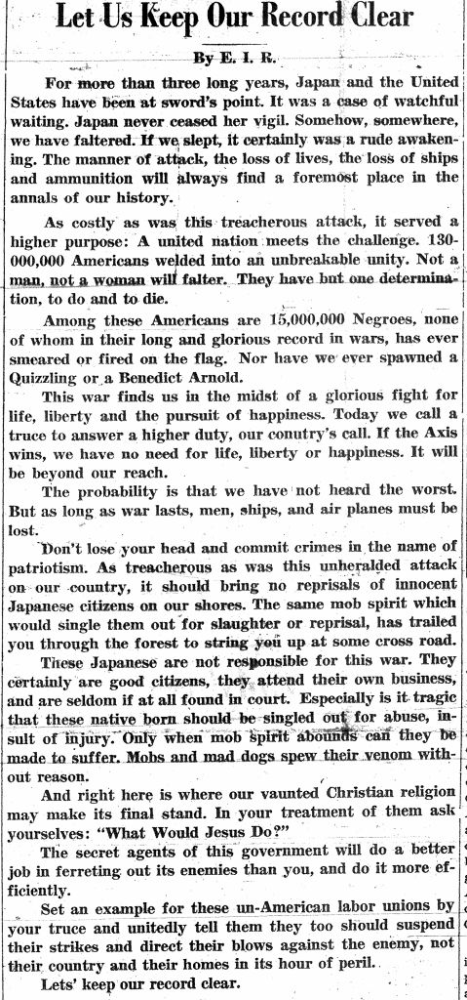 Let Us Keep Our Record Clear
By E. I. R.
For more than three long years, Japan and the United
States have been at sword's point. It was a case of watchful
waiting. Japan never ceased her vigil. Somehow, somewhere,
we have faltered. If we slept, it certainly was a rude awaken-
ing. The manner of attack, the loss of lives, the loss of ships
and ammunition will always find a foremost place in the
annals of our history.
As costly as was this treacherous attack, it served a
higher purpose: A united nation meets the challenge. 130-
000,000 Americans welded into an unbreakable unity. Not a
man, not a woman will falter. They have but one determina-
tion, to do and to die.
Among these Americans are 15,000,000 Negroes, none
of whom in their long and glorious record in wars, has ever
smeared or fired on the flag. Nor have we ever spawned a
Quizzling or a Benedict Arnold.
This war finds us in the midst of a glorious fight for
life, liberty and the pursuit of happiness. Today we call a
truce to answer a higher duty, our conutry's call. If the Axis
wins, we have no need for life, liberty or happiness. It will
be beyond our reach.
The probability is that we have not heard the worst.
But as long as war lasts, men, ships, and air planes must be
lost.
Don't lose your head and commit crimes in the name of
patriotism. As treacherous as was this unheralded attack
on our country, it should bring no reprisals of innocent
Japanese citizens on our shores. The same mob spirit which
would single them out for slaughter or reprisal, has trailed
you through the forest to string you up at some cross road.
These Japanese are not responsible for this war. They
certainly are good citizens, they attend their own business,
and are seldom if at all found in court. Especially is it tragic
that these native born should be singled out for abuse, in-
sult of injury. Only when mob spirit abounds can they be
made to suffer. Mobs and mad dogs spew their venom with-
out reason.
And right here is where our vaunted Christian religion
may make its final stand. In your treatment of them ask
yourselves: "What Would Jesus Do?"
The secret agents of this government will do a better
job in ferreting out its enemies than you, and do it more ef-
ficiently.
Set an example for these un-American labor unions by
your truce and unitedly tell them they too should suspend
their strikes and direct their blows against the enemy, not
their country and their homes in its hour of peril.
Lets' keep our record clear.